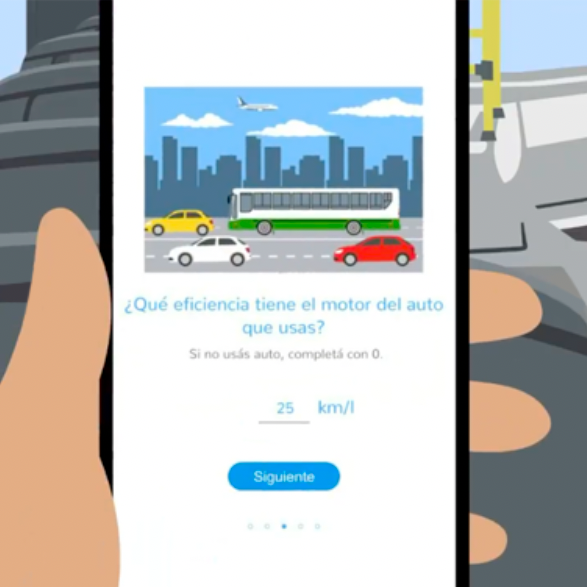 ¿Qué eficiencia tiene el motor del auto
que usas?
Si no usás auto, completá con 0.
25 km/l
Siguiente